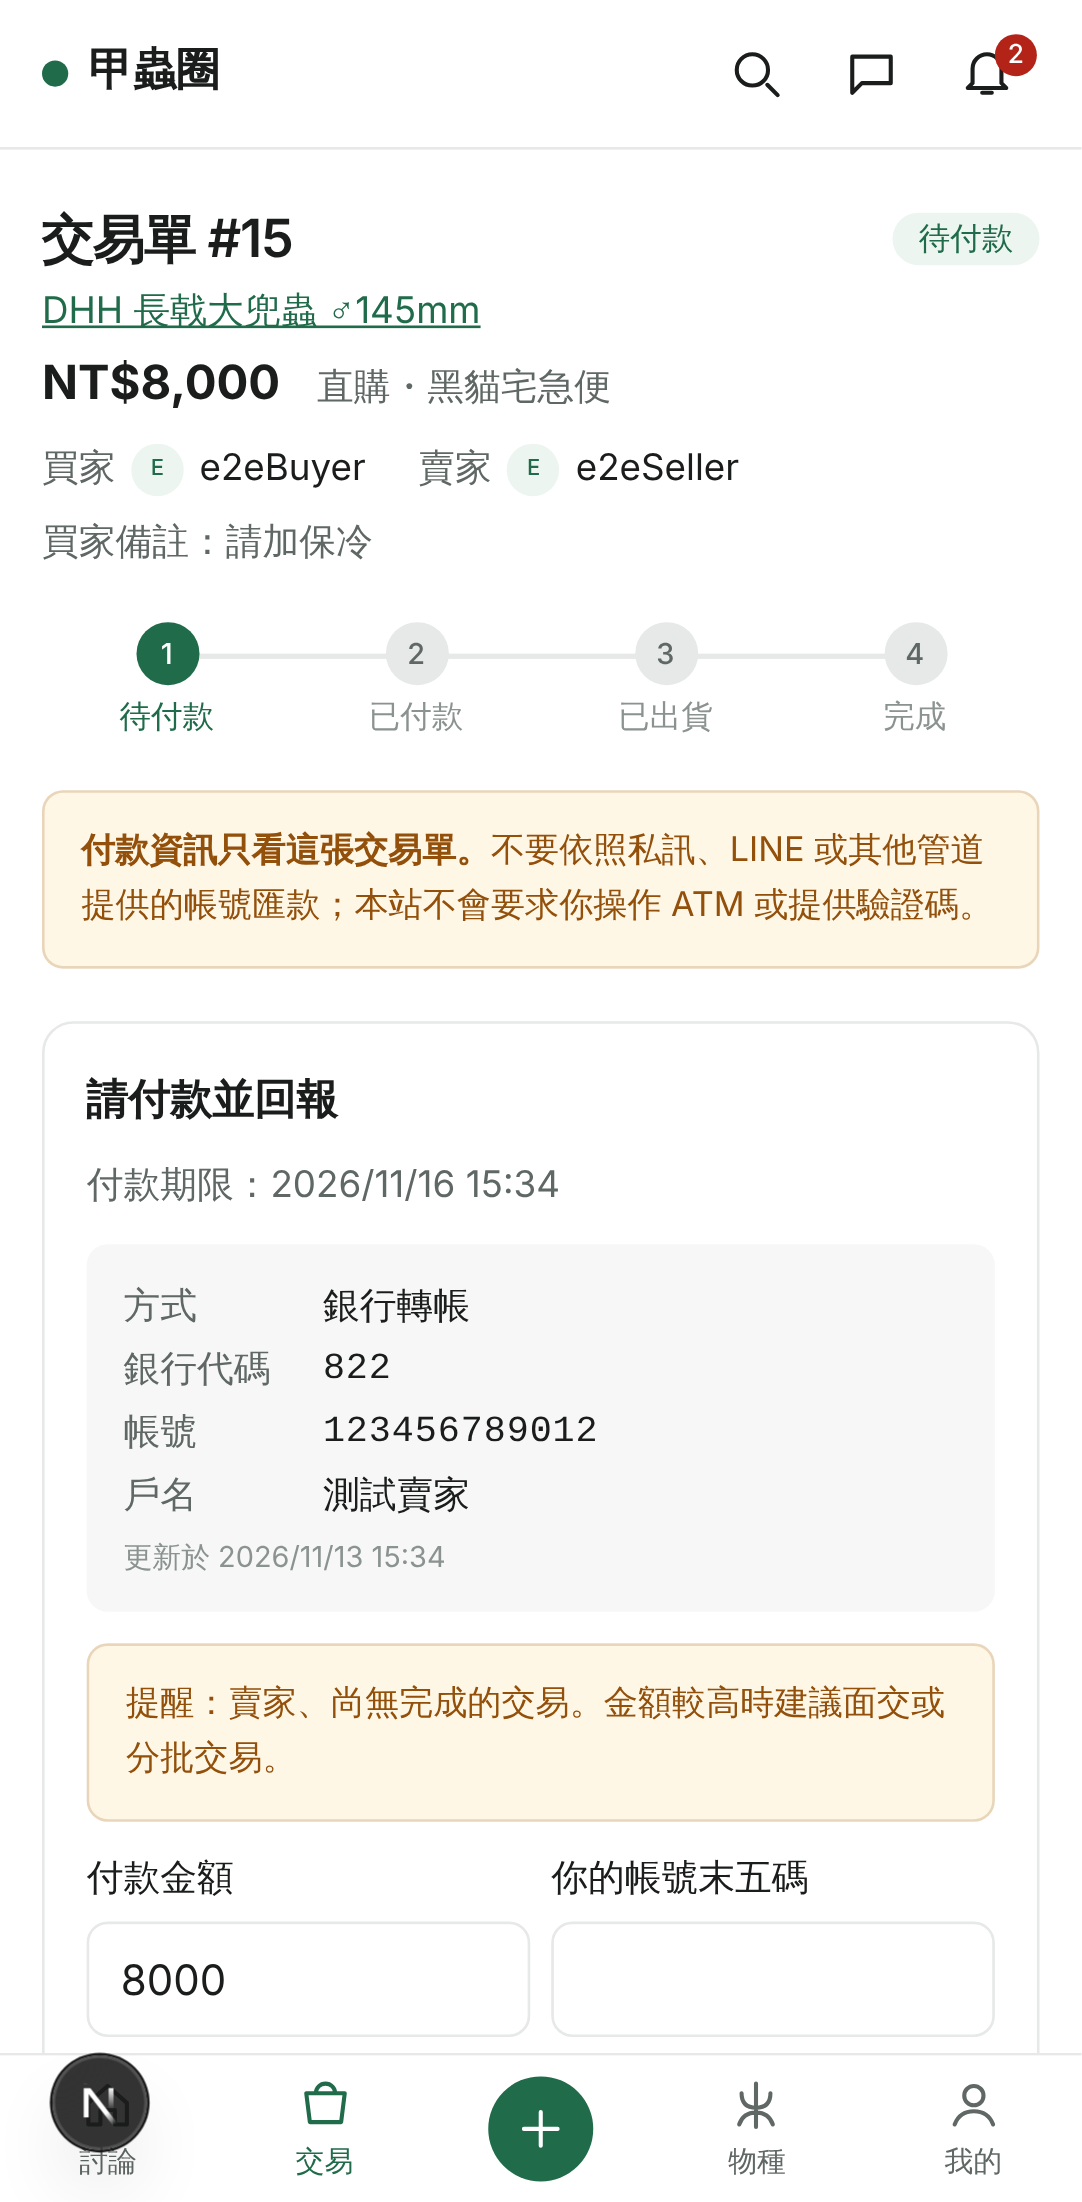 甲蟲圈
2
交易單 #15
待付款
DHH 長戟大兜蟲 ♂145mm
NT$8,000 直購・黑貓宅急便
買家 E e2eBuyer 賣家 E e2eSeller
買家備註：請加保冷
1 2 3 4
待付款 已付款 已出貨 完成
付款資訊只看這張交易單。不要依照私訊、LINE 或其他管道
提供的帳號匯款；本站不會要求你操作 ATM 或提供驗證碼。
請付款並回報
付款期限：2026/11/16 15:34
方式 銀行轉帳
銀行代碼 822
帳號 123456789012
戶名 測試賣家
更新於 2026/11/13 15:34
提醒：賣家、尚無完成的交易。金額較高時建議面交或
分批交易。
付款金額 你的帳號末五碼
8000
N
討論 交易 物種 我的